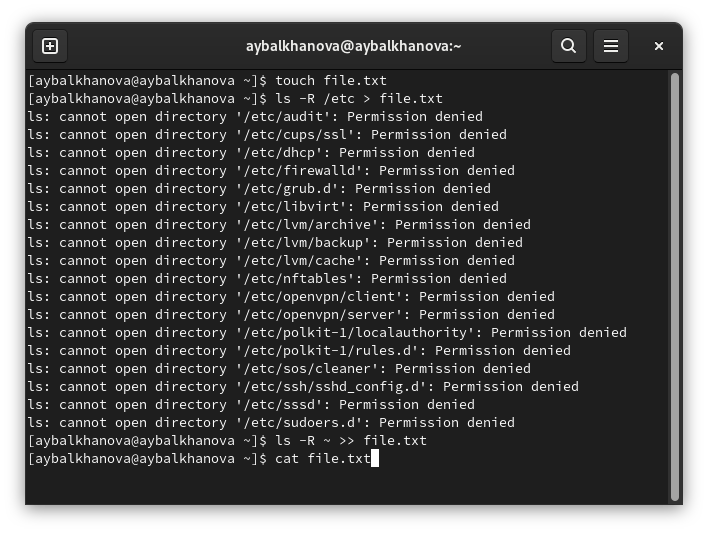 aybalkhanova@aybalkhanova:~
[aybalkhanova@aybalkhanova ~]$ touch file.txt
[aybalkhanova@aybalkhanova ~]$ ls -R /etc > file.txt
ls: cannot open directory '/etc/audit': Permission denied
ls: cannot open directory '/etc/cups/ssl': Permission denied
ls: cannot open directory '/etc/dhcp': Permission denied
ls: cannot open directory '/etc/firewalld': Permission denied
ls: cannot open directory '/etc/grub.d': Permission denied
ls: cannot open directory '/etc/libvirt': Permission denied
ls: cannot open directory '/etc/lvm/archive': Permission denied
ls: cannot open directory '/etc/lvm/backup': Permission denied
ls: cannot open directory '/etc/lvm/cache': Permission denied
ls: cannot open directory '/etc/nftables': Permission denied
ls: cannot open directory '/etc/openvpn/client': Permission denied
ls: cannot open directory '/etc/openvpn/server': Permission denied
ls: cannot open directory '/etc/polkit-1/localauthority': Permission denied
ls: cannot open directory '/etc/polkit-1/rules.d': Permission denied
ls: cannot open directory '/etc/sos/cleaner': Permission denied
ls: cannot open directory '/etc/ssh/sshd_config.d': Permission denied
ls: cannot open directory '/etc/sssd': Permission denied
ls: cannot open directory '/etc/sudoers.d': Permission denied
[aybalkhanova@aybalkhanova ~]$ ls -R ~ >> file.txt
[aybalkhanova@aybalkhanova ~]$ cat file.txt